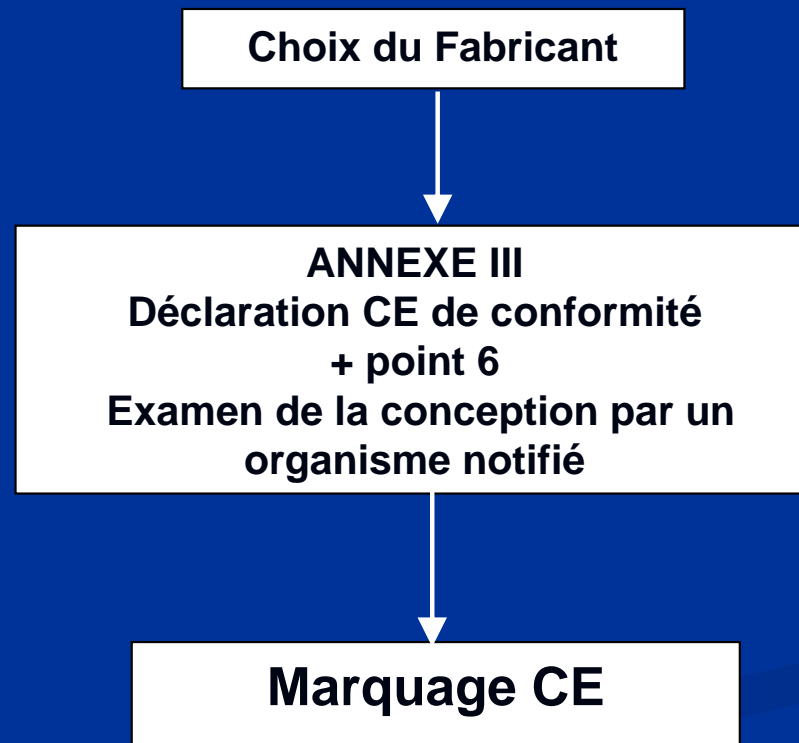 Choix du Fabricant
ANNEXE III
Déclaration CE de conformité
+ point 6
Examen de la conception par un
organisme notifié
Marquage CE